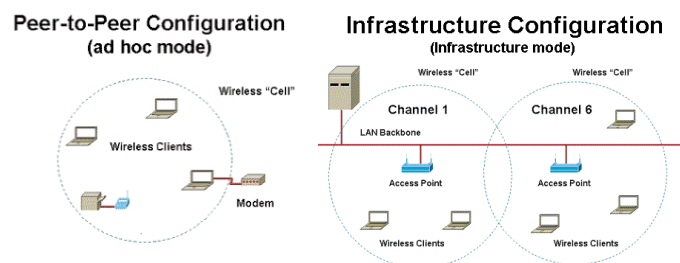 Peer-to-Peer Configuration
(ad hoc mode)
Wireless "Cell"
Wireless Clients
Modem
Infrastructure Configuration
(Infrastructure mode)
Wireless "Cell"
Wireless "Cell"
Channel 1
Channel 6
LAN Backbone
Access Point
Access Point
Wireless Clients
Wireless Clients